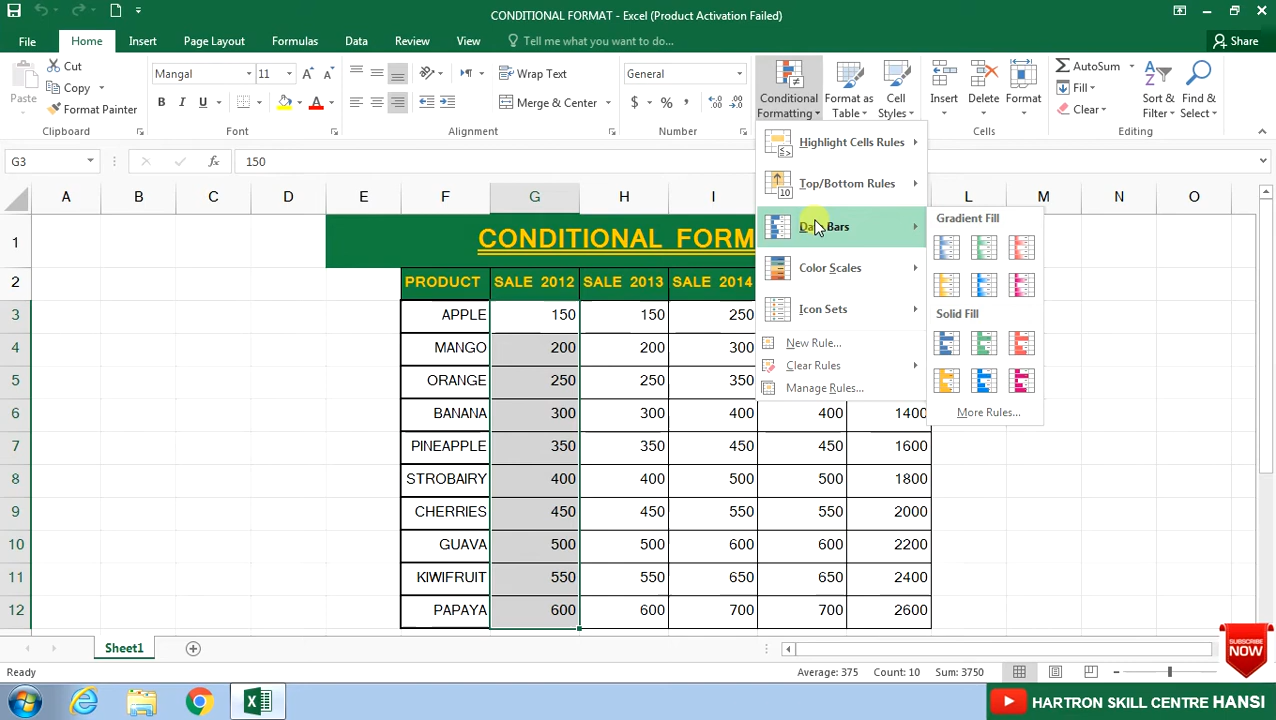 CONDITIONAL FORMAT - Excel (Product Activation Failed)
File Home Insert Page Layout Formulas Data Review View Tell me what you want to do... Share
Paste
Cut
Copy
Format Painter
Clipboard
Mangal 11
B I U
Font
Wrap Text
Merge & Center
Alignment
General
$ % ,
Number
Conditional Formatting
Format as Table
Cell Styles
Insert Delete Format
Cells
AutoSum
Fill
Clear
Sort & Filter
Find & Select
Editing
G3 fx 150
Highlight Cells Rules
Top/Bottom Rules
Data Bars
Color Scales
Icon Sets
New Rule...
Clear Rules
Manage Rules...
Gradient Fill
Solid Fill
More Rules...
A B C D E F G H I L M N O
1 CONDITIONAL FORM
2 PRODUCT SALE 2012 SALE 2013 SALE 2014
3 APPLE 150 150 250
4 MANGO 200 200 300
5 ORANGE 250 250 350
6 BANANA 300 300 400 400 1400
7 PINEAPPLE 350 350 450 450 1600
8 STROBAIRY 400 400 500 500 1800
9 CHERRIES 450 450 550 550 2000
10 GUAVA 500 500 600 600 2200
11 KIWIFRUIT 550 550 650 650 2400
12 PAPAYA 600 600 700 700 2600
Sheet1
Ready Average: 375 Count: 10 Sum: 3750
SUBSCRIBE
NOW
HARTRON SKILL CENTRE HANSI